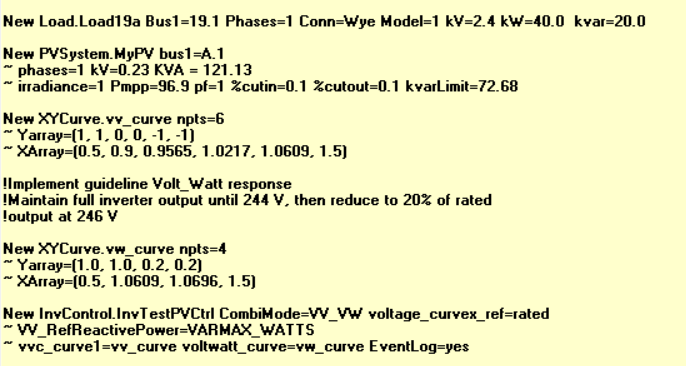 New Load.Load19a Bus1=19.1 Phases=1 Conn=Wye Model=1 kV=2.4 kW=40.0 kvar=20.0
New PVSystem.MyPV bus1=A.1
~ phases=1 kV=0.23 KVA = 121.13
~ irradiance=1 Pmpp=96.9 pf=1 %cutin=0.1 %cutout=0.1 kvarLimit=72.68
New XYCurve.vv_curve npts=6
~ Yarray=(1, 1, 0, 0, -1, -1)
~ XArray=(0.5, 0.9, 0.9565, 1.0217, 1.0609, 1.5)
!Implement guideline Volt_Watt response
!Maintain full inverter output until 244 V, then reduce to 20% of rated
!output at 246 V
New XYCurve.vw_curve npts=4
~ Yarray=(1.0, 1.0, 0.2, 0.2)
~ XArray=(0.5, 1.0609, 1.0696, 1.5)
New InvControl.InvTestPVCtrl CombiMode=VV_VW voltage_curvex_ref=rated
~ VV_RefReactivePower=VARMAX_WATTS
~ vvc_curve1=vv_curve voltwatt_curve=vw_curve EventLog=yes